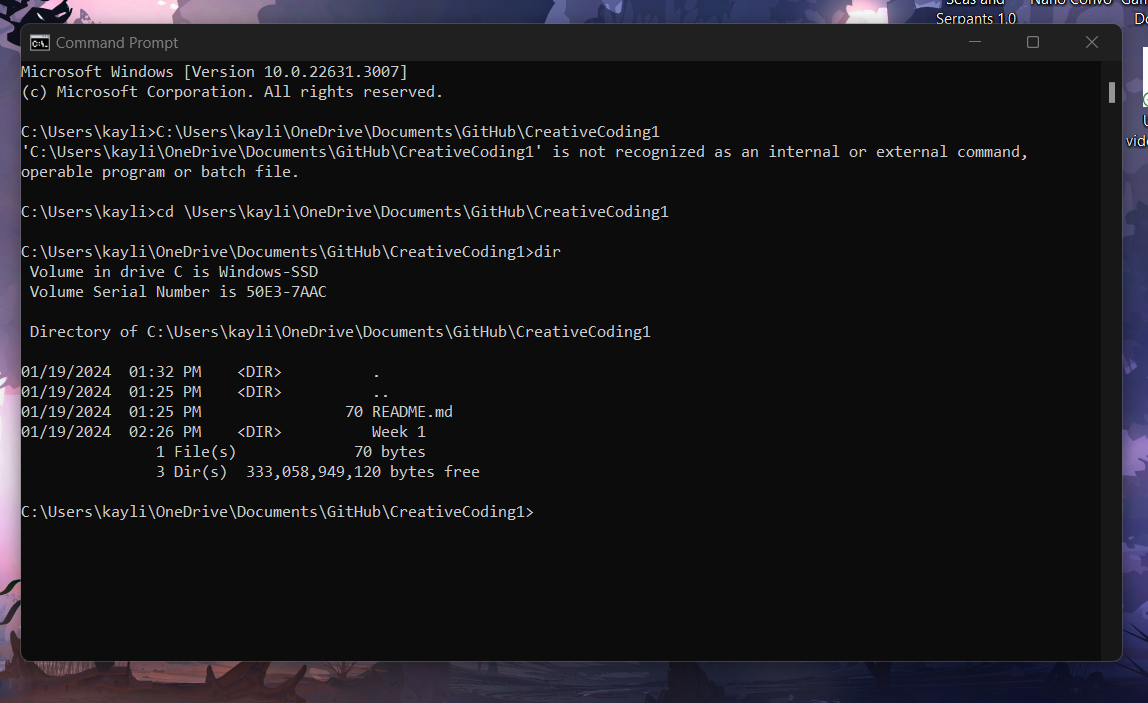 Seas and Nano Convo
Serpants 1.0
Command Prompt
Microsoft Windows [Version 10.0.22631.3007]
(c) Microsoft Corporation. All rights reserved.
C:\Users\kayli>C:\Users\kayli\OneDrive\Documents\GitHub\CreativeCoding1
'C:\Users\kayli\OneDrive\Documents\GitHub\CreativeCoding1' is not recognized as an internal or external command,
operable program or batch file.
C:\Users\kayli>cd \Users\kayli\OneDrive\Documents\GitHub\CreativeCoding1
C:\Users\kayli\OneDrive\Documents\GitHub\CreativeCoding1>dir
Volume in drive C is Windows-SSD
Volume Serial Number is 50E3-7AAC
Directory of C:\Users\kayli\OneDrive\Documents\GitHub\CreativeCoding1
01/19/2024  01:32 PM    <DIR>          .
01/19/2024  01:25 PM    <DIR>          ..
01/19/2024  01:25 PM                70 README.md
01/19/2024  02:26 PM    <DIR>          Week 1
1 File(s)             70 bytes
3 Dir(s)  333,058,949,120 bytes free
C:\Users\kayli\OneDrive\Documents\GitHub\CreativeCoding1>